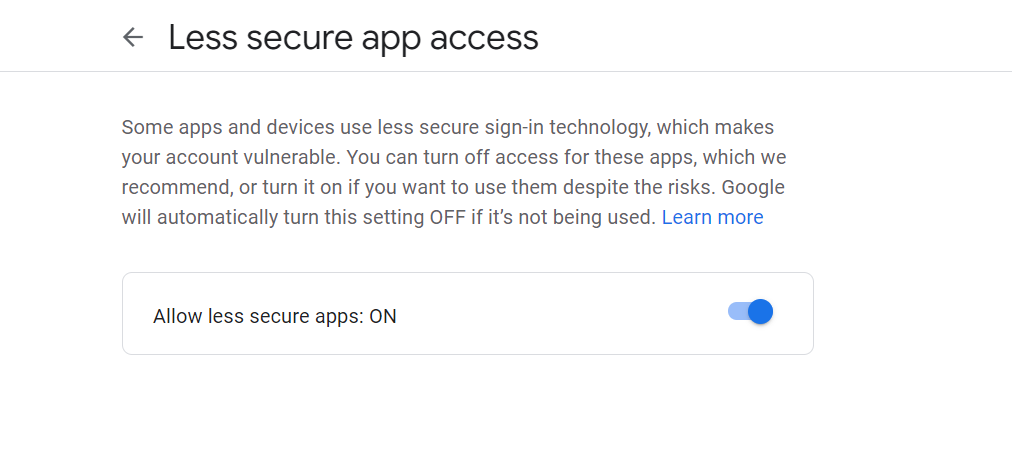 Less secure app access
Some apps and devices use less secure sign-in technology, which makes
your account vulnerable. You can turn off access for these apps, which we
recommend, or turn it on if you want to use them despite the risks. Google
will automatically turn this setting OFF if it’s not being used. Learn more
Allow less secure apps: ON